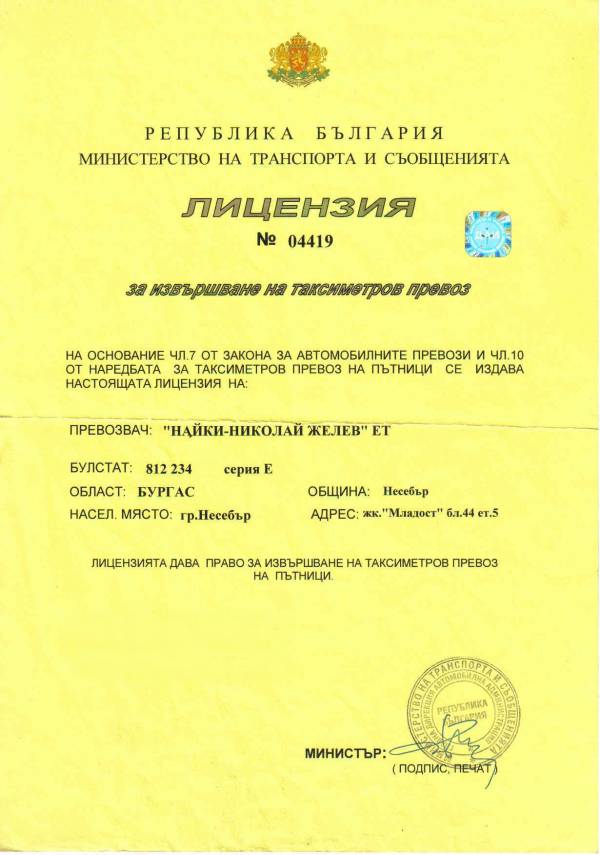 РЕПУБЛИКА БЪЛГАРИЯ
МИНИСТЕРСТВО НА ТРАНСПОРТА И СЪОБЩЕНИЯТА
ЛИЦЕНЗИЯ
№ 04419
за извършване на таксиметров превоз
НА ОСНОВАНИЕ ЧЛ.7 ОТ ЗАКОНА ЗА АВТОМОБИЛНИТЕ ПРЕВОЗИ И ЧЛ.10
ОТ НАРЕДБАТА ЗА ТАКСИМЕТРОВ ПРЕВОЗ НА ПЪТНИЦИ СЕ ИЗДАВА
НАСТОЯЩАТА ЛИЦЕНЗИЯ НА:
ПРЕВОЗВАЧ: "НАЙКИ-НИКОЛАЙ ЖЕЛЕВ" ЕТ
БУЛСТАТ: 812 234 серия Е
ОБЛАСТ: БУРГАС ОБЩИНА: Несебър
НАСЕЛ. МЯСТО: гр.Несебър АДРЕС: жк."Младост" бл.44 ет.5
ЛИЦЕНЗИЯТА ДАВА ПРАВО ЗА ИЗВЪРШВАНЕ НА ТАКСИМЕТРОВ ПРЕВОЗ
НА ПЪТНИЦИ.
МИНИСТЕРСТВО НА ТРАНСПОРТА И СЪОБЩЕНИЯТА
РЕПУБЛИКА
БЪЛГАРИЯ
МИНИСТЪР:
( ПОДПИС, ПЕЧАТ )